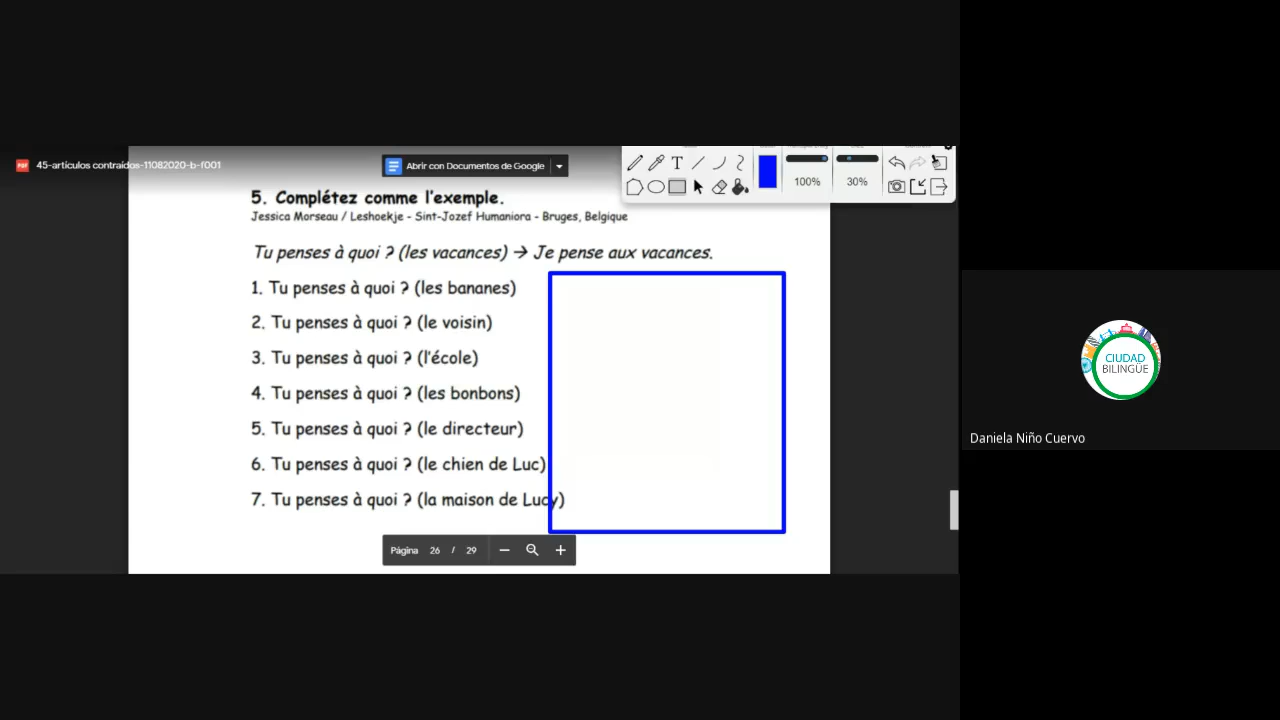 45-artículos contraídos-11082020-b-f001
Abrir con Documentos de Google
T
100%
30%
5. Complétez comme l'exemple.
Jessica Morseau / Leshoekje - Sint-Jozef Humaniora - Bruges, Belgique
Tu penses à quoi ? (les vacances) → Je pense aux vacances.
1. Tu penses à quoi ? (les bananes)
2. Tu penses à quoi ? (le voisin)
3. Tu penses à quoi ? (l'école)
4. Tu penses à quoi ? (les bonbons)
5. Tu penses à quoi ? (le directeur)
6. Tu penses à quoi ? (le chien de Luc)
7. Tu penses à quoi ? (la maison de Lucy)
Página 26 / 29
CIUDAD
BILINGÜE
Daniela Niño Cuervo